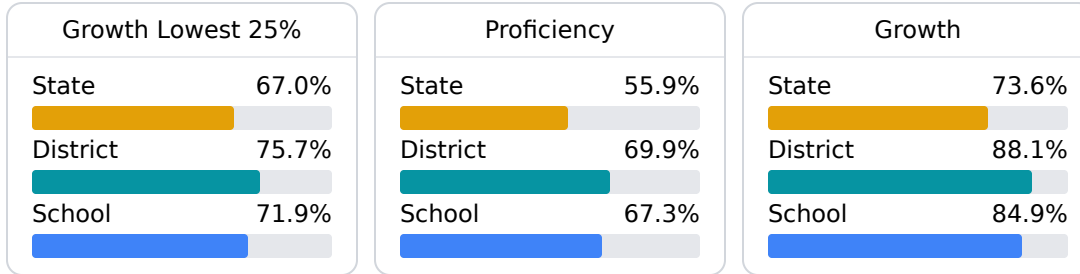 Growth Lowest 25%
State 67.0%
District 75.7%
School 71.9%
Proficiency
State 55.9%
District 69.9%
School 67.3%
Growth
State 73.6%
District 88.1%
School 84.9%